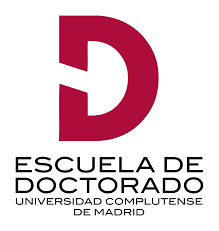 D
ESCUELA DE
DOCTORADO
UNIVERSIDAD COMPLUTENSE
DE MADRID